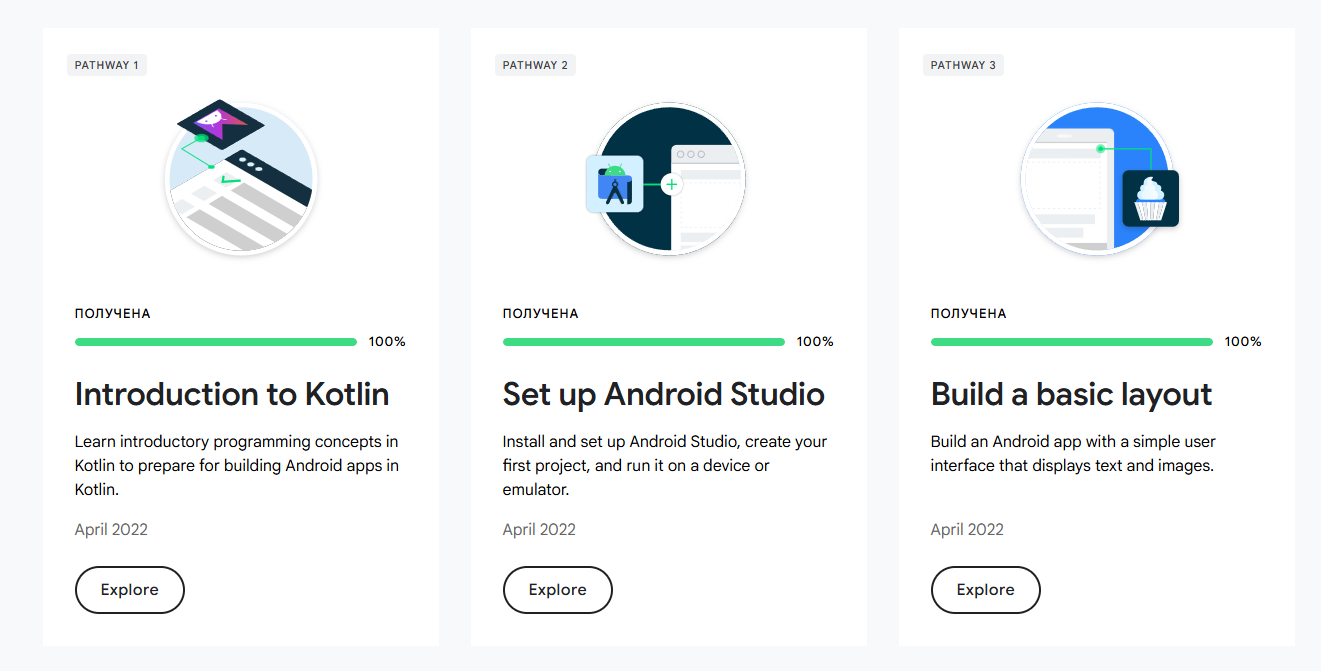 PATHWAY 1
ПОЛУЧЕНА
100%
Introduction to Kotlin
Learn introductory programming concepts in
Kotlin to prepare for building Android apps in
Kotlin.
April 2022
Explore
PATHWAY 2
ПОЛУЧЕНА
100%
Set up Android Studio
Install and set up Android Studio, create your
first project, and run it on a device or
emulator.
April 2022
Explore
PATHWAY 3
ПОЛУЧЕНА
100%
Build a basic layout
Build an Android app with a simple user
interface that displays text and images.
April 2022
Explore